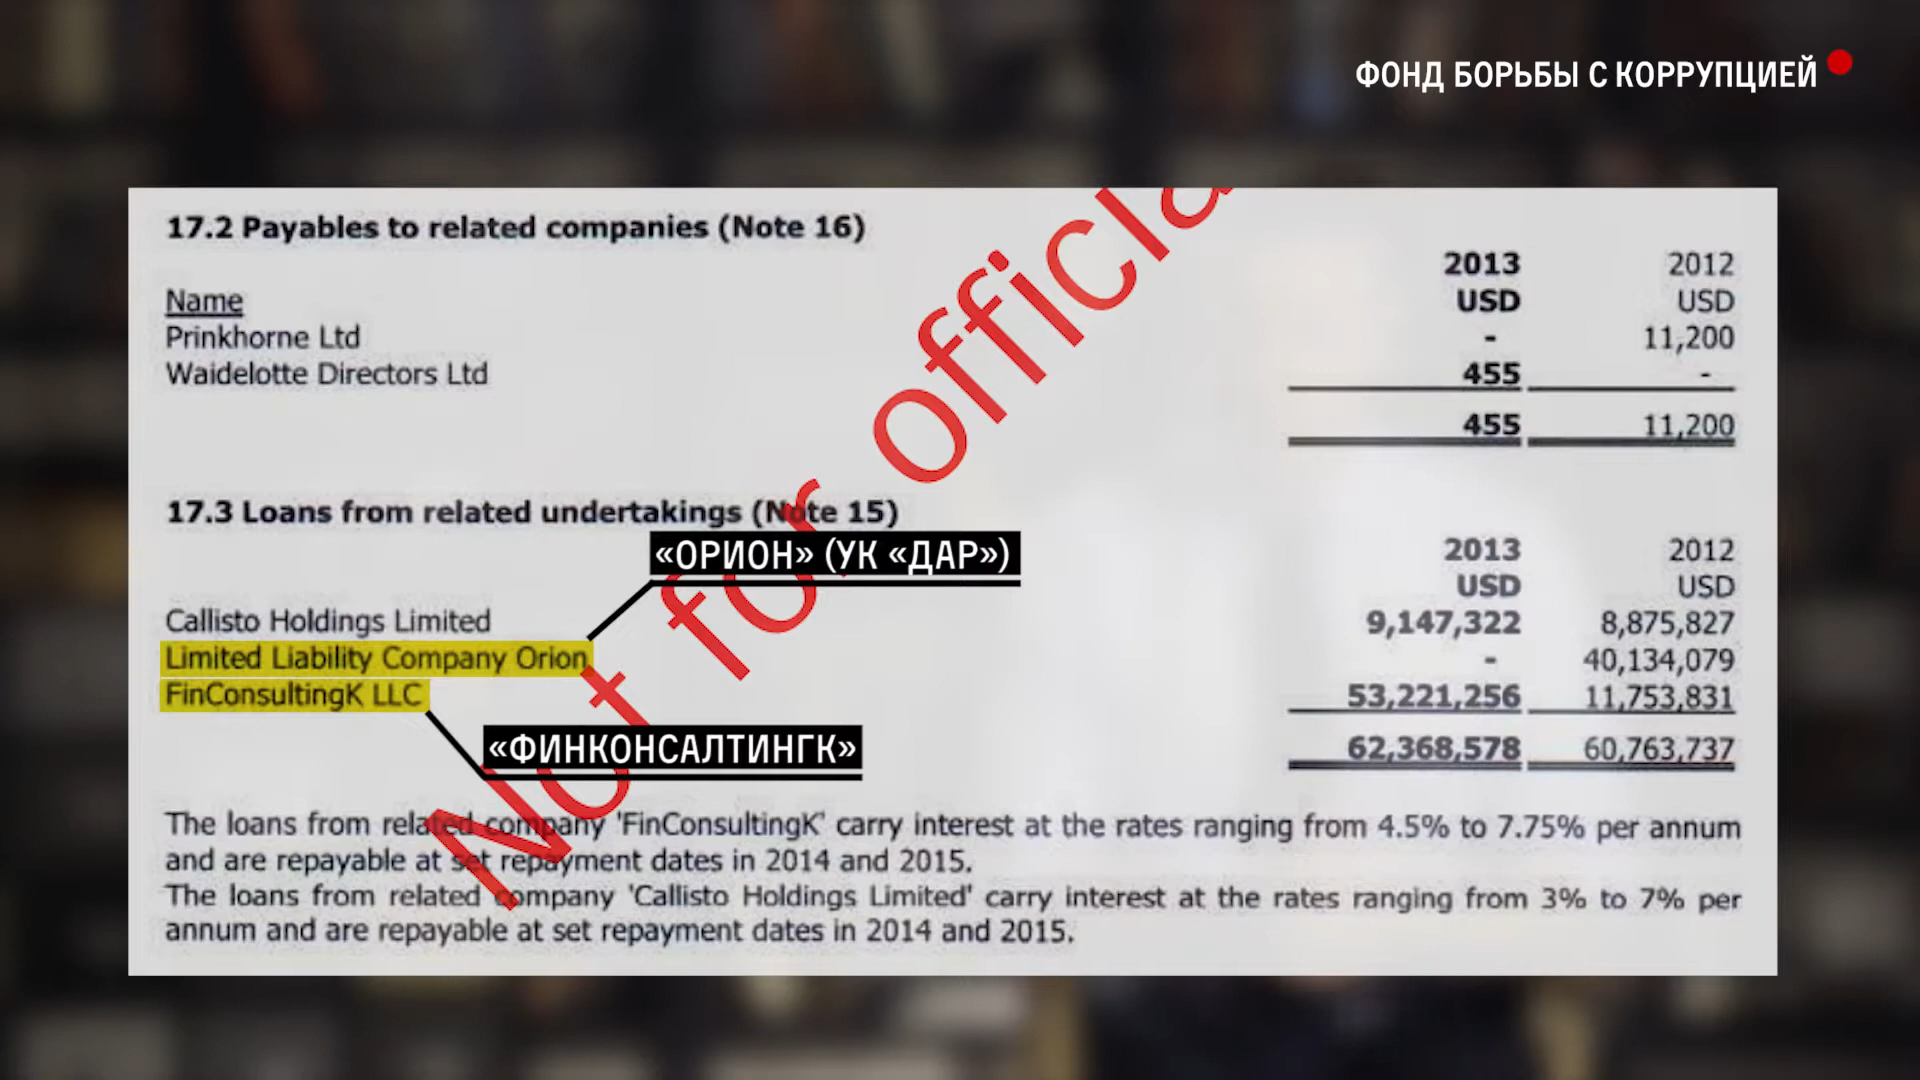 ФОНД БОРЬБЫ С КОРРУПЦИЕЙ
17.2 Payables to related companies (Note 16)
2013 2012
Name USD USD
Prinkhorne Ltd - 11,200
Waidelotte Directors Ltd 455 -
455 11,200
17.3 Loans from related undertakings (Note 15)
«ОРИОН» (УК «ДАР»)
2013 2012
USD USD
Callisto Holdings Limited 9,147,322 8,875,827
Limited Liability Company Orion - 40,134,079
FinConsultingK LLC 53,221,256 11,753,831
«ФИНКОНСАЛТИНГК»
62,368,578 60,763,737
The loans from related company 'FinConsultingK' carry interest at the rates ranging from 4.5% to 7.75% per annum
and are repayable at set repayment dates in 2014 and 2015.
The loans from related company 'Callisto Holdings Limited' carry interest at the rates ranging from 3% to 7% per
annum and are repayable at set repayment dates in 2014 and 2015.
Not for officia